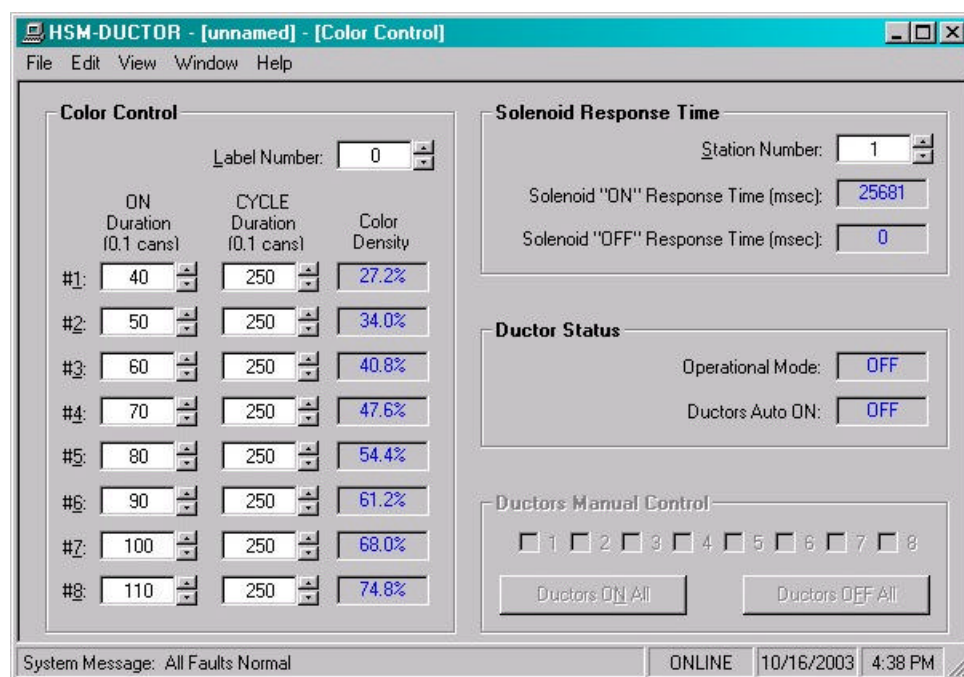 HSM-DUCTOR - [unnamed] - [Color Control]
File Edit View Window Help
Color Control
Label Number: 0
ON Duration (0.1 cans)
CYCLE Duration (0.1 cans)
Color Density
#1: 40 250 27.2%
#2: 50 250 34.0%
#3: 60 250 40.8%
#4: 70 250 47.6%
#5: 80 250 54.4%
#6: 90 250 61.2%
#7: 100 250 68.0%
#8: 110 250 74.8%
Solenoid Response Time
Station Number: 1
Solenoid "ON" Response Time (msec): 25681
Solenoid "OFF" Response Time (msec): 0
Ductor Status
Operational Mode: OFF
Ductors Auto ON: OFF
Ductors Manual Control
1 2 3 4 5 6 7 8
Ductors ON All Ductors OFF All
System Message: All Faults Normal ONLINE 10/16/2003 4:38 PM